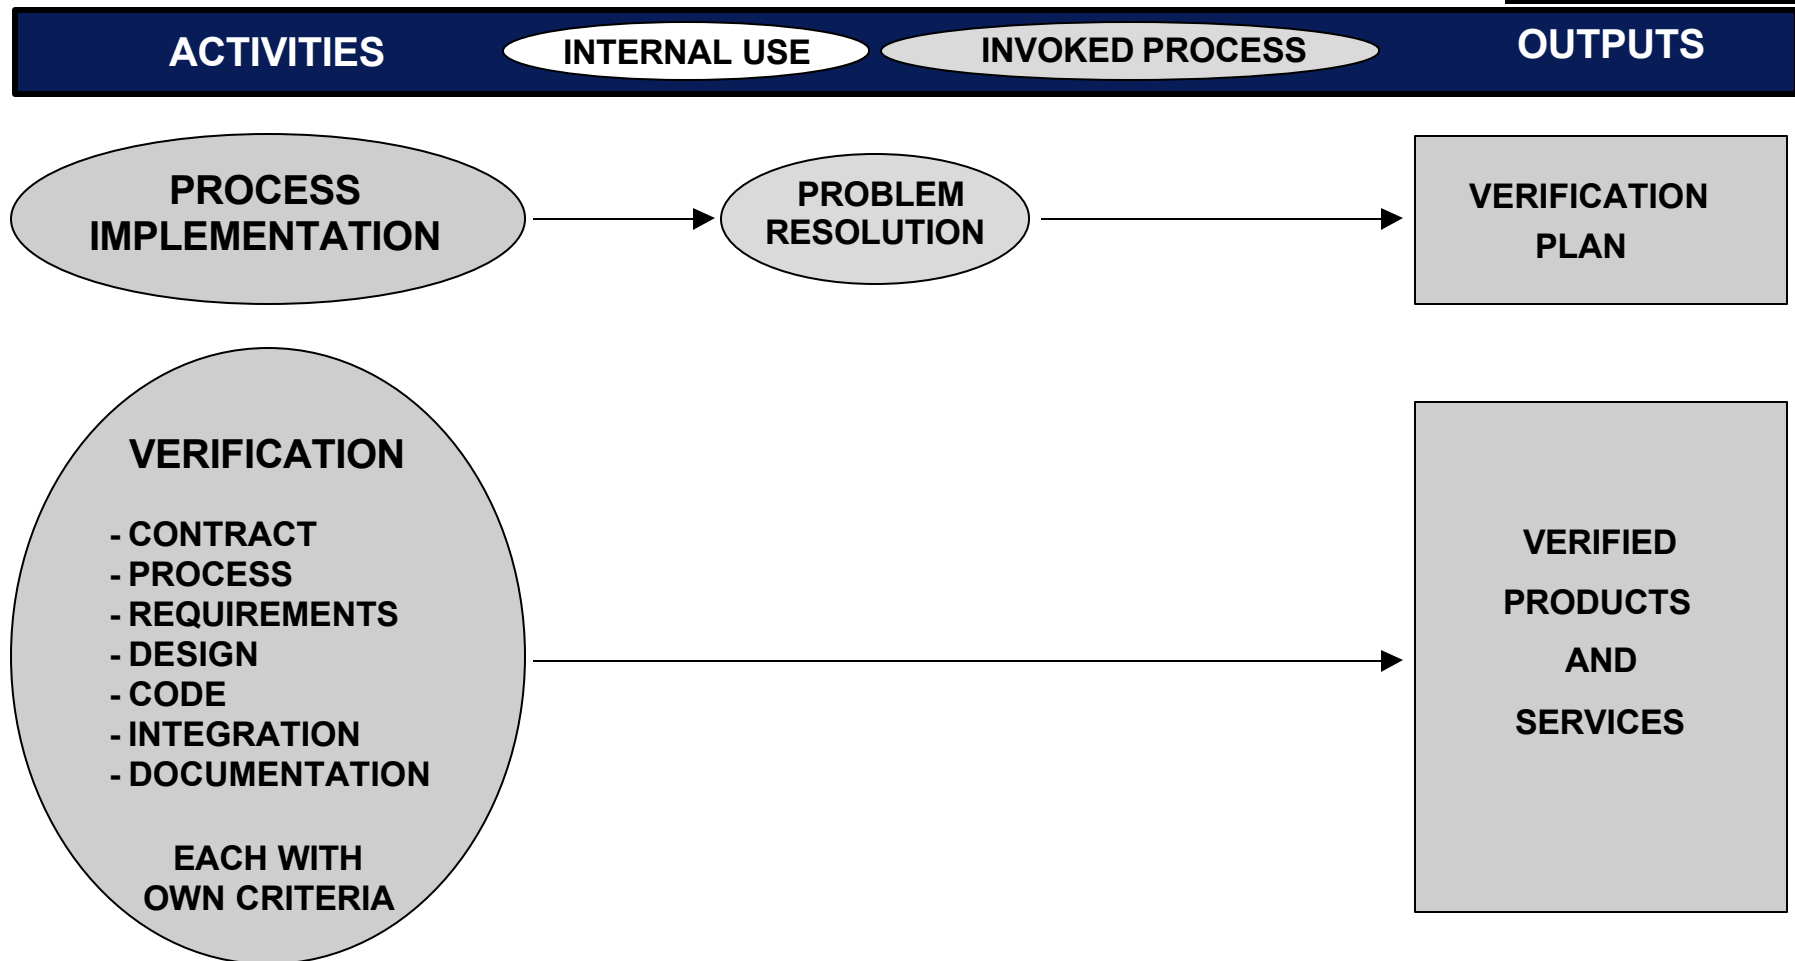 ACTIVITIES
INTERNAL USE
INVOKED PROCESS
OUTPUTS
PROCESS
IMPLEMENTATION
PROBLEM
RESOLUTION
VERIFICATION
PLAN
VERIFICATION
- CONTRACT
- PROCESS
- REQUIREMENTS
- DESIGN
- CODE
- INTEGRATION
- DOCUMENTATION
EACH WITH
OWN CRITERIA
VERIFIED
PRODUCTS
AND
SERVICES